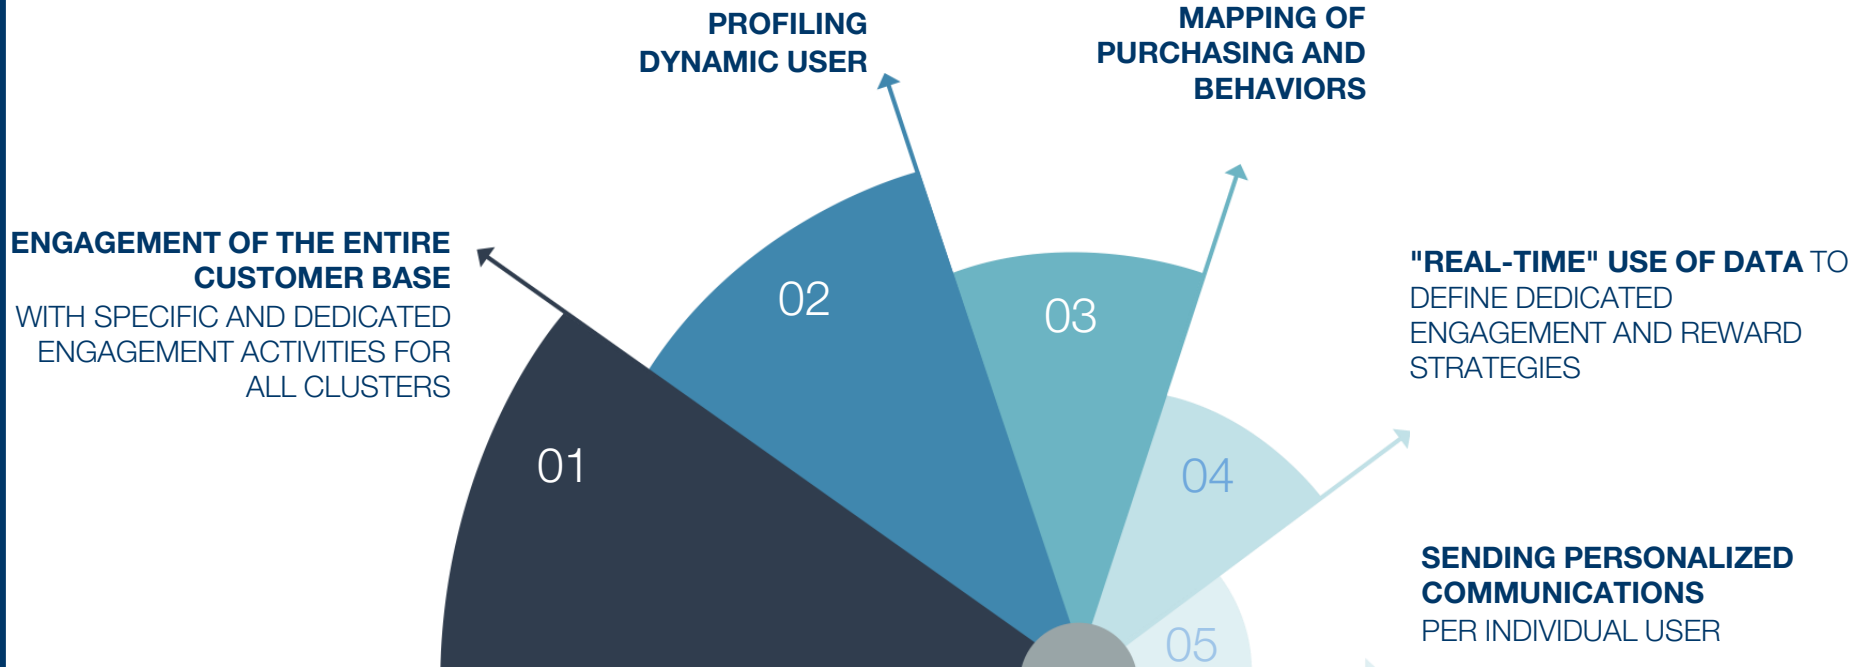 PROFILING
DYNAMIC USER
MAPPING OF
PURCHASING AND
BEHAVIORS
ENGAGEMENT OF THE ENTIRE
CUSTOMER BASE
WITH SPECIFIC AND DEDICATED
ENGAGEMENT ACTIVITIES FOR
ALL CLUSTERS
"REAL-TIME" USE OF DATA TO
DEFINE DEDICATED
ENGAGEMENT AND REWARD
STRATEGIES
SENDING PERSONALIZED
COMMUNICATIONS
PER INDIVIDUAL USER
01
02
03
04
05